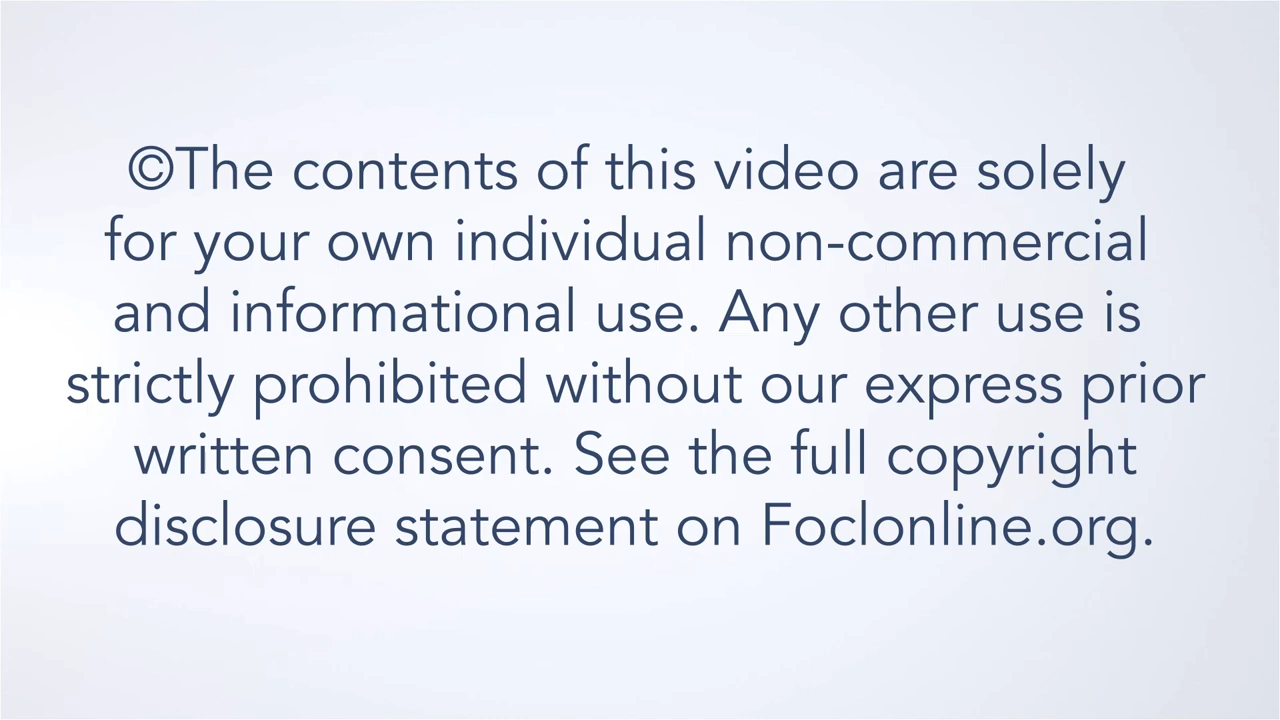 ©The contents of this video are solely
for your own individual non-commercial
and informational use. Any other use is
strictly prohibited without our express prior
written consent. See the full copyright
disclosure statement on Foclonline.org.